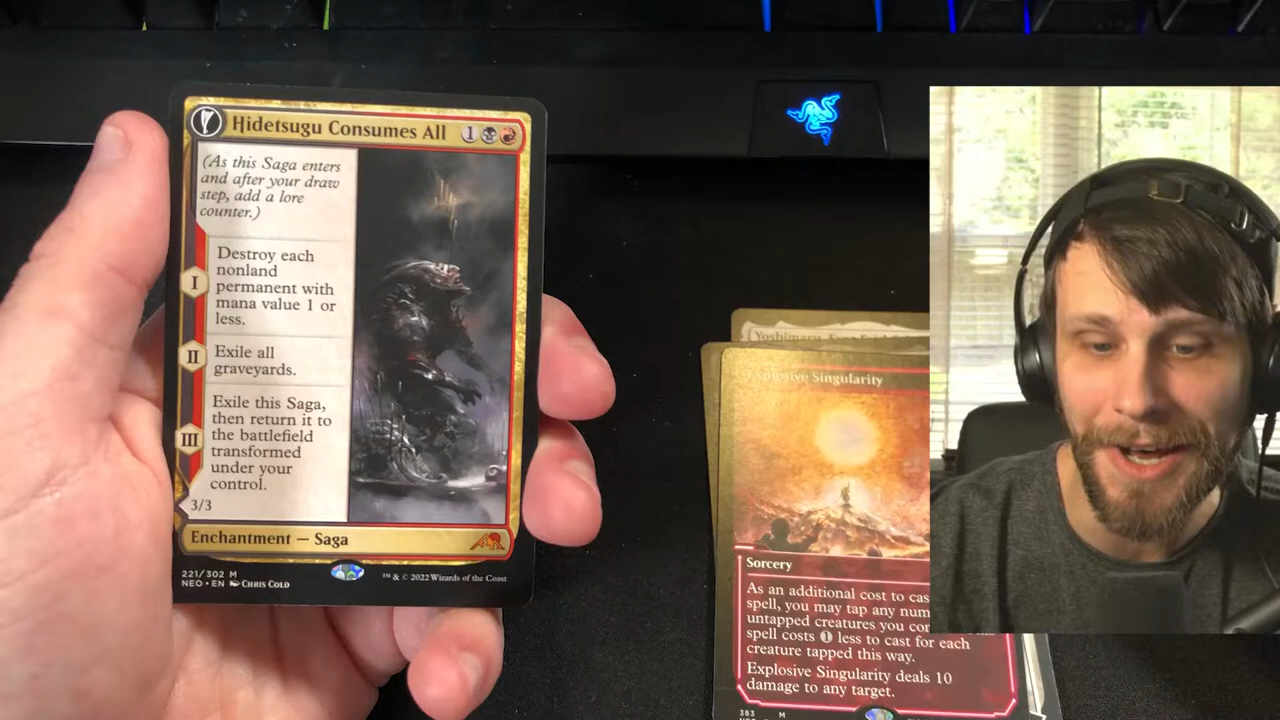 Hidetsugu Consumes All 1
(As this Saga enters
and after your draw
step, add a lore
counter.)
I
Destroy each
nonland
permanent with
mana value 1 or
less.
II
Exile all
graveyards.
III
Exile this Saga,
then return it to
the battlefield
transformed
under your
control.
3/3
Enchantment — Saga
221/302 M
NEO • EN CHRIS COLD
™ & © 2022 Wizards of the Coast
Yoshimaru,
Explosive Singularity
Sorcery
As an additional cost to cas
spell, you may tap any num
untapped creatures you con
spell costs 1 less to cast for each
creature tapped this way.
Explosive Singularity deals 10
damage to any target.
383 M